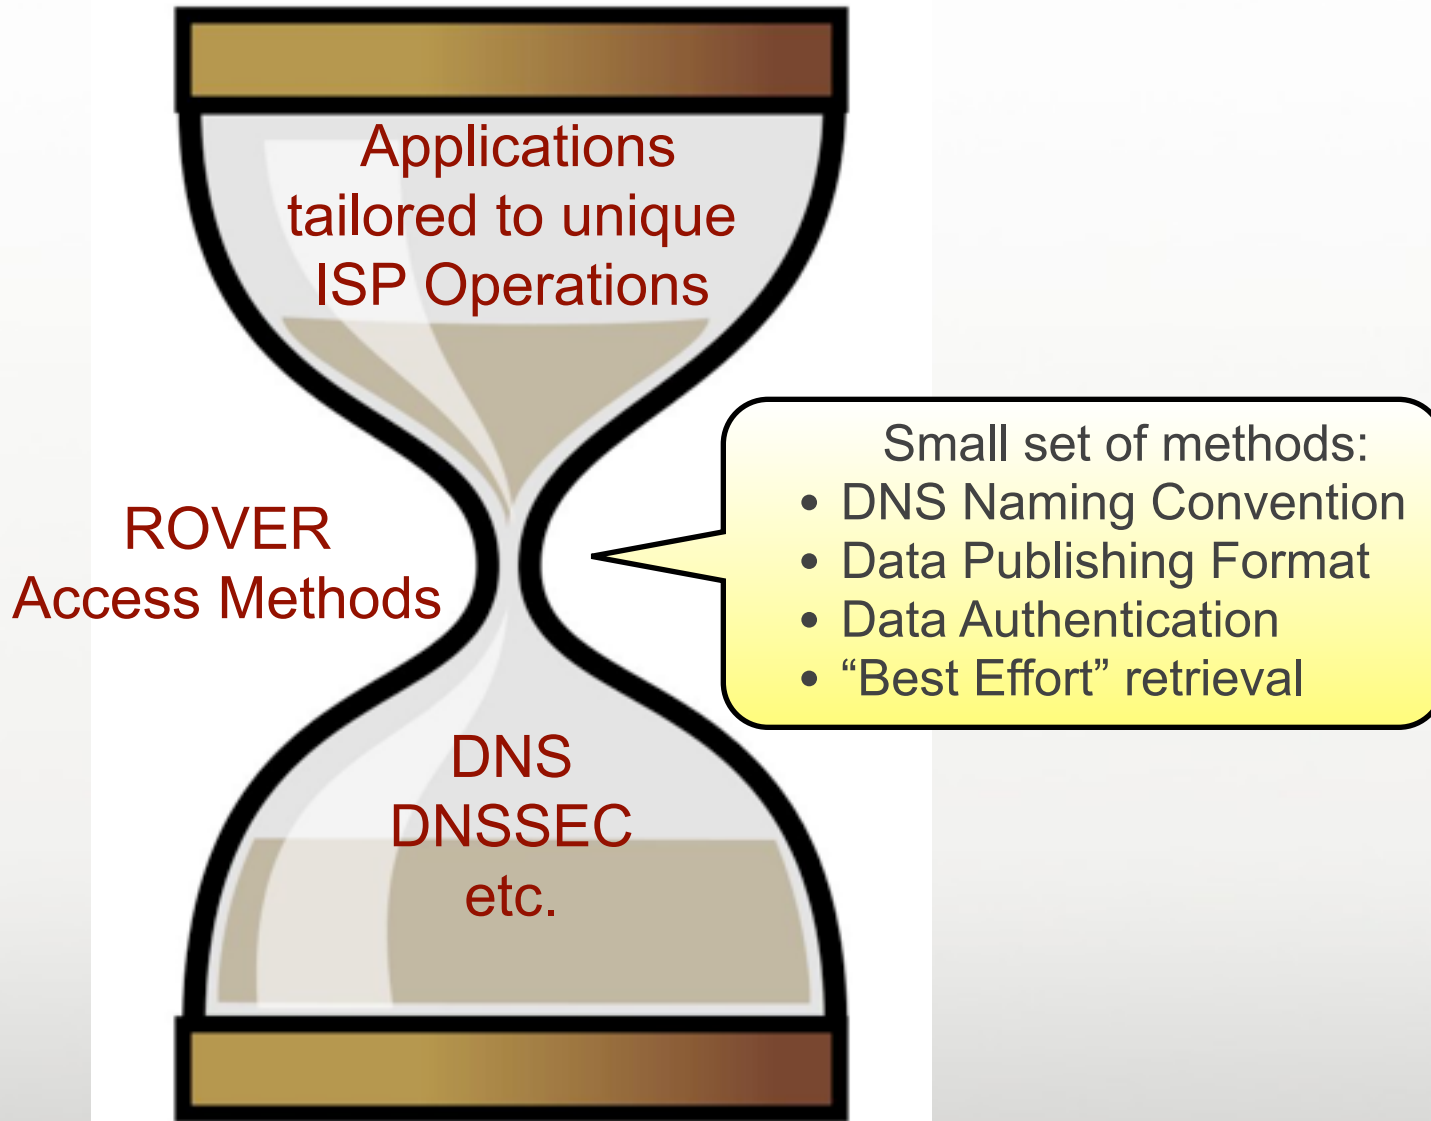 Applications
tailored to unique
ISP Operations
ROVER
Access Methods
Small set of methods:
• DNS Naming Convention
• Data Publishing Format
• Data Authentication
• “Best Effort” retrieval
DNS
DNSSEC
etc.